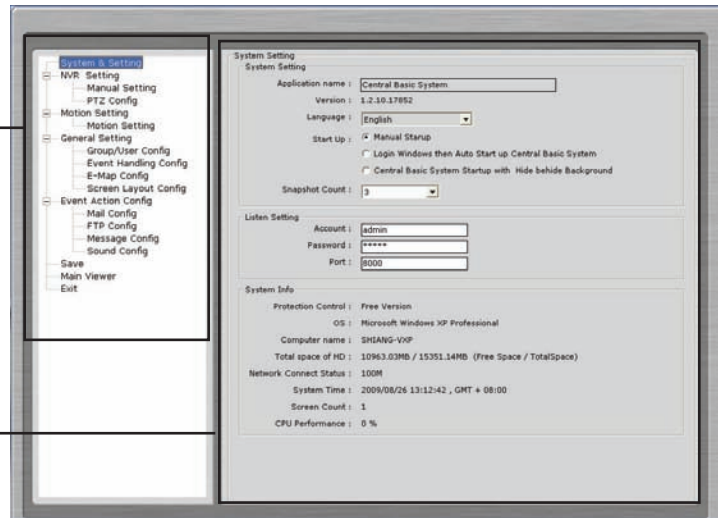 System & Setting
NVR Setting
Manual Setting
PTZ Config
Motion Setting
Motion Setting
General Setting
Group/User Config
Event Handling Config
E-Map Config
Screen Layout Config
Event Action Config
Mail Config
FTP Config
Message Config
Sound Config
Save
Main Viewer
Exit
System Setting
System Setting
Application name : Central Basic System
Version : 1.2.10.17852
Language : English
Start Up : Manual Starup
Login Windows then Auto Start up Central Basic System
Central Basic System Startup with Hide behide Background
Snapshot Count : 3
Listen Setting
Account : admin
Password : *****
Port : 8000
System Info
Protection Control : Free Version
OS : Microsoft Windows XP Professional
Computer name : SHIANG-VXP
Total space of HD : 10963.03MB / 15351.14MB (Free Space / TotalSpace)
Network Connect Status : 100M
System Time : 2009/08/26 13:12:42 , GMT + 08:00
Screen Count : 1
CPU Performance : 0 %